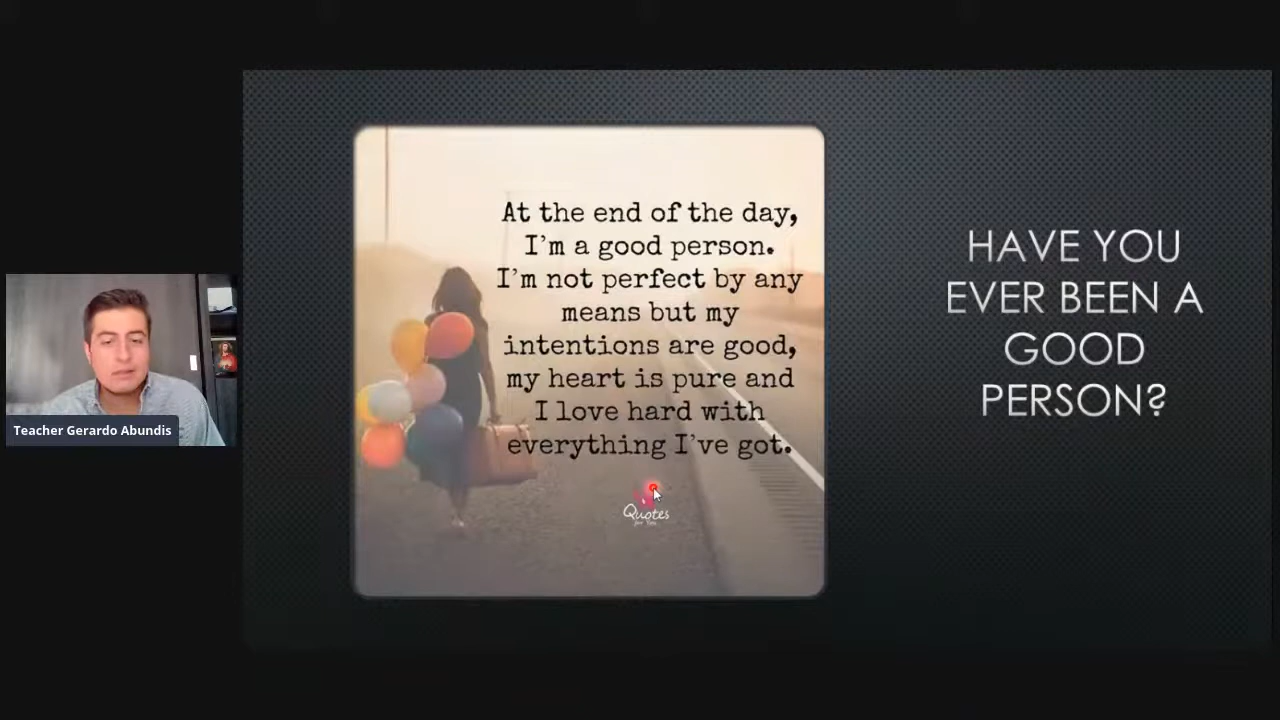 At the end of the day,
I'm a good person.
I'm not perfect by any
means but my
intentions are good,
my heart is pure and
I love hard with
everything I've got.
Quotes
for You
HAVE YOU
EVER BEEN A
GOOD
PERSON?
Teacher Gerardo Abundis